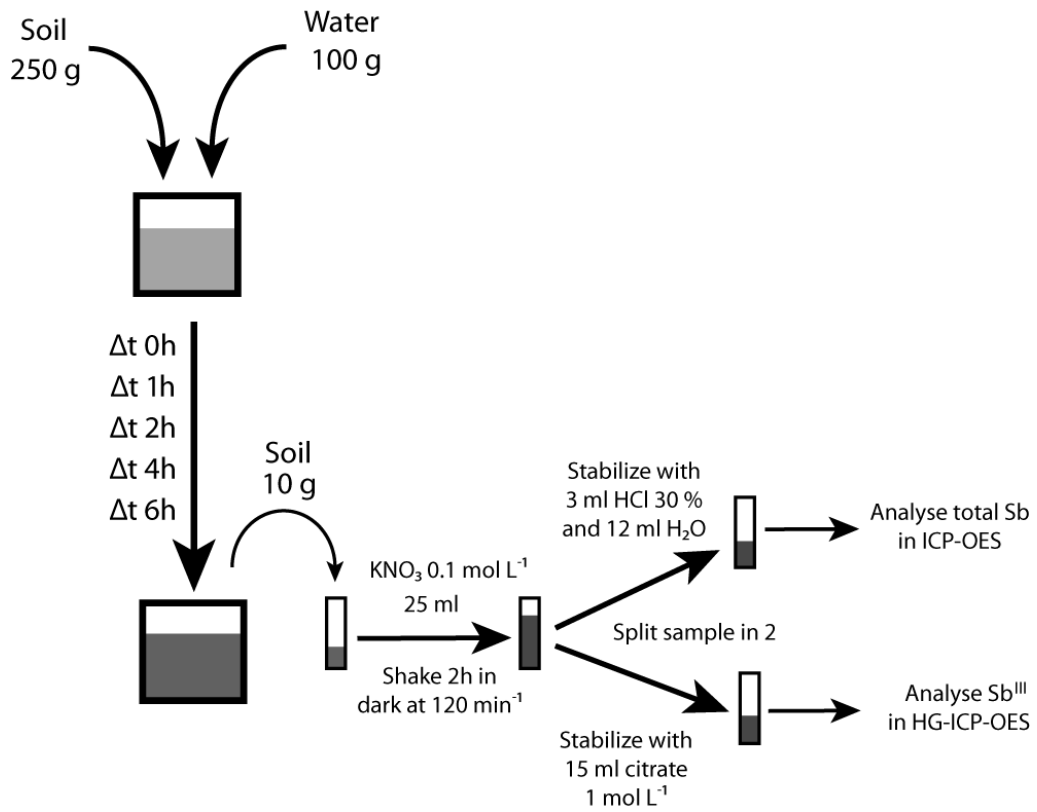 Soil
250 g
Water
100 g
Δt 0h
Δt 1h
Δt 2h
Δt 4h
Δt 6h
Soil
10 g
KNO₃ 0.1 mol L⁻¹
25 ml
Shake 2h in
dark at 120 min⁻¹
Stabilize with
3 ml HCl 30 %
and 12 ml H₂O
Analyse total Sb
in ICP-OES
Split sample in 2
Stabilize with
15 ml citrate
1 mol L⁻¹
Analyse Sbᴵᴵᴵ
in HG-ICP-OES